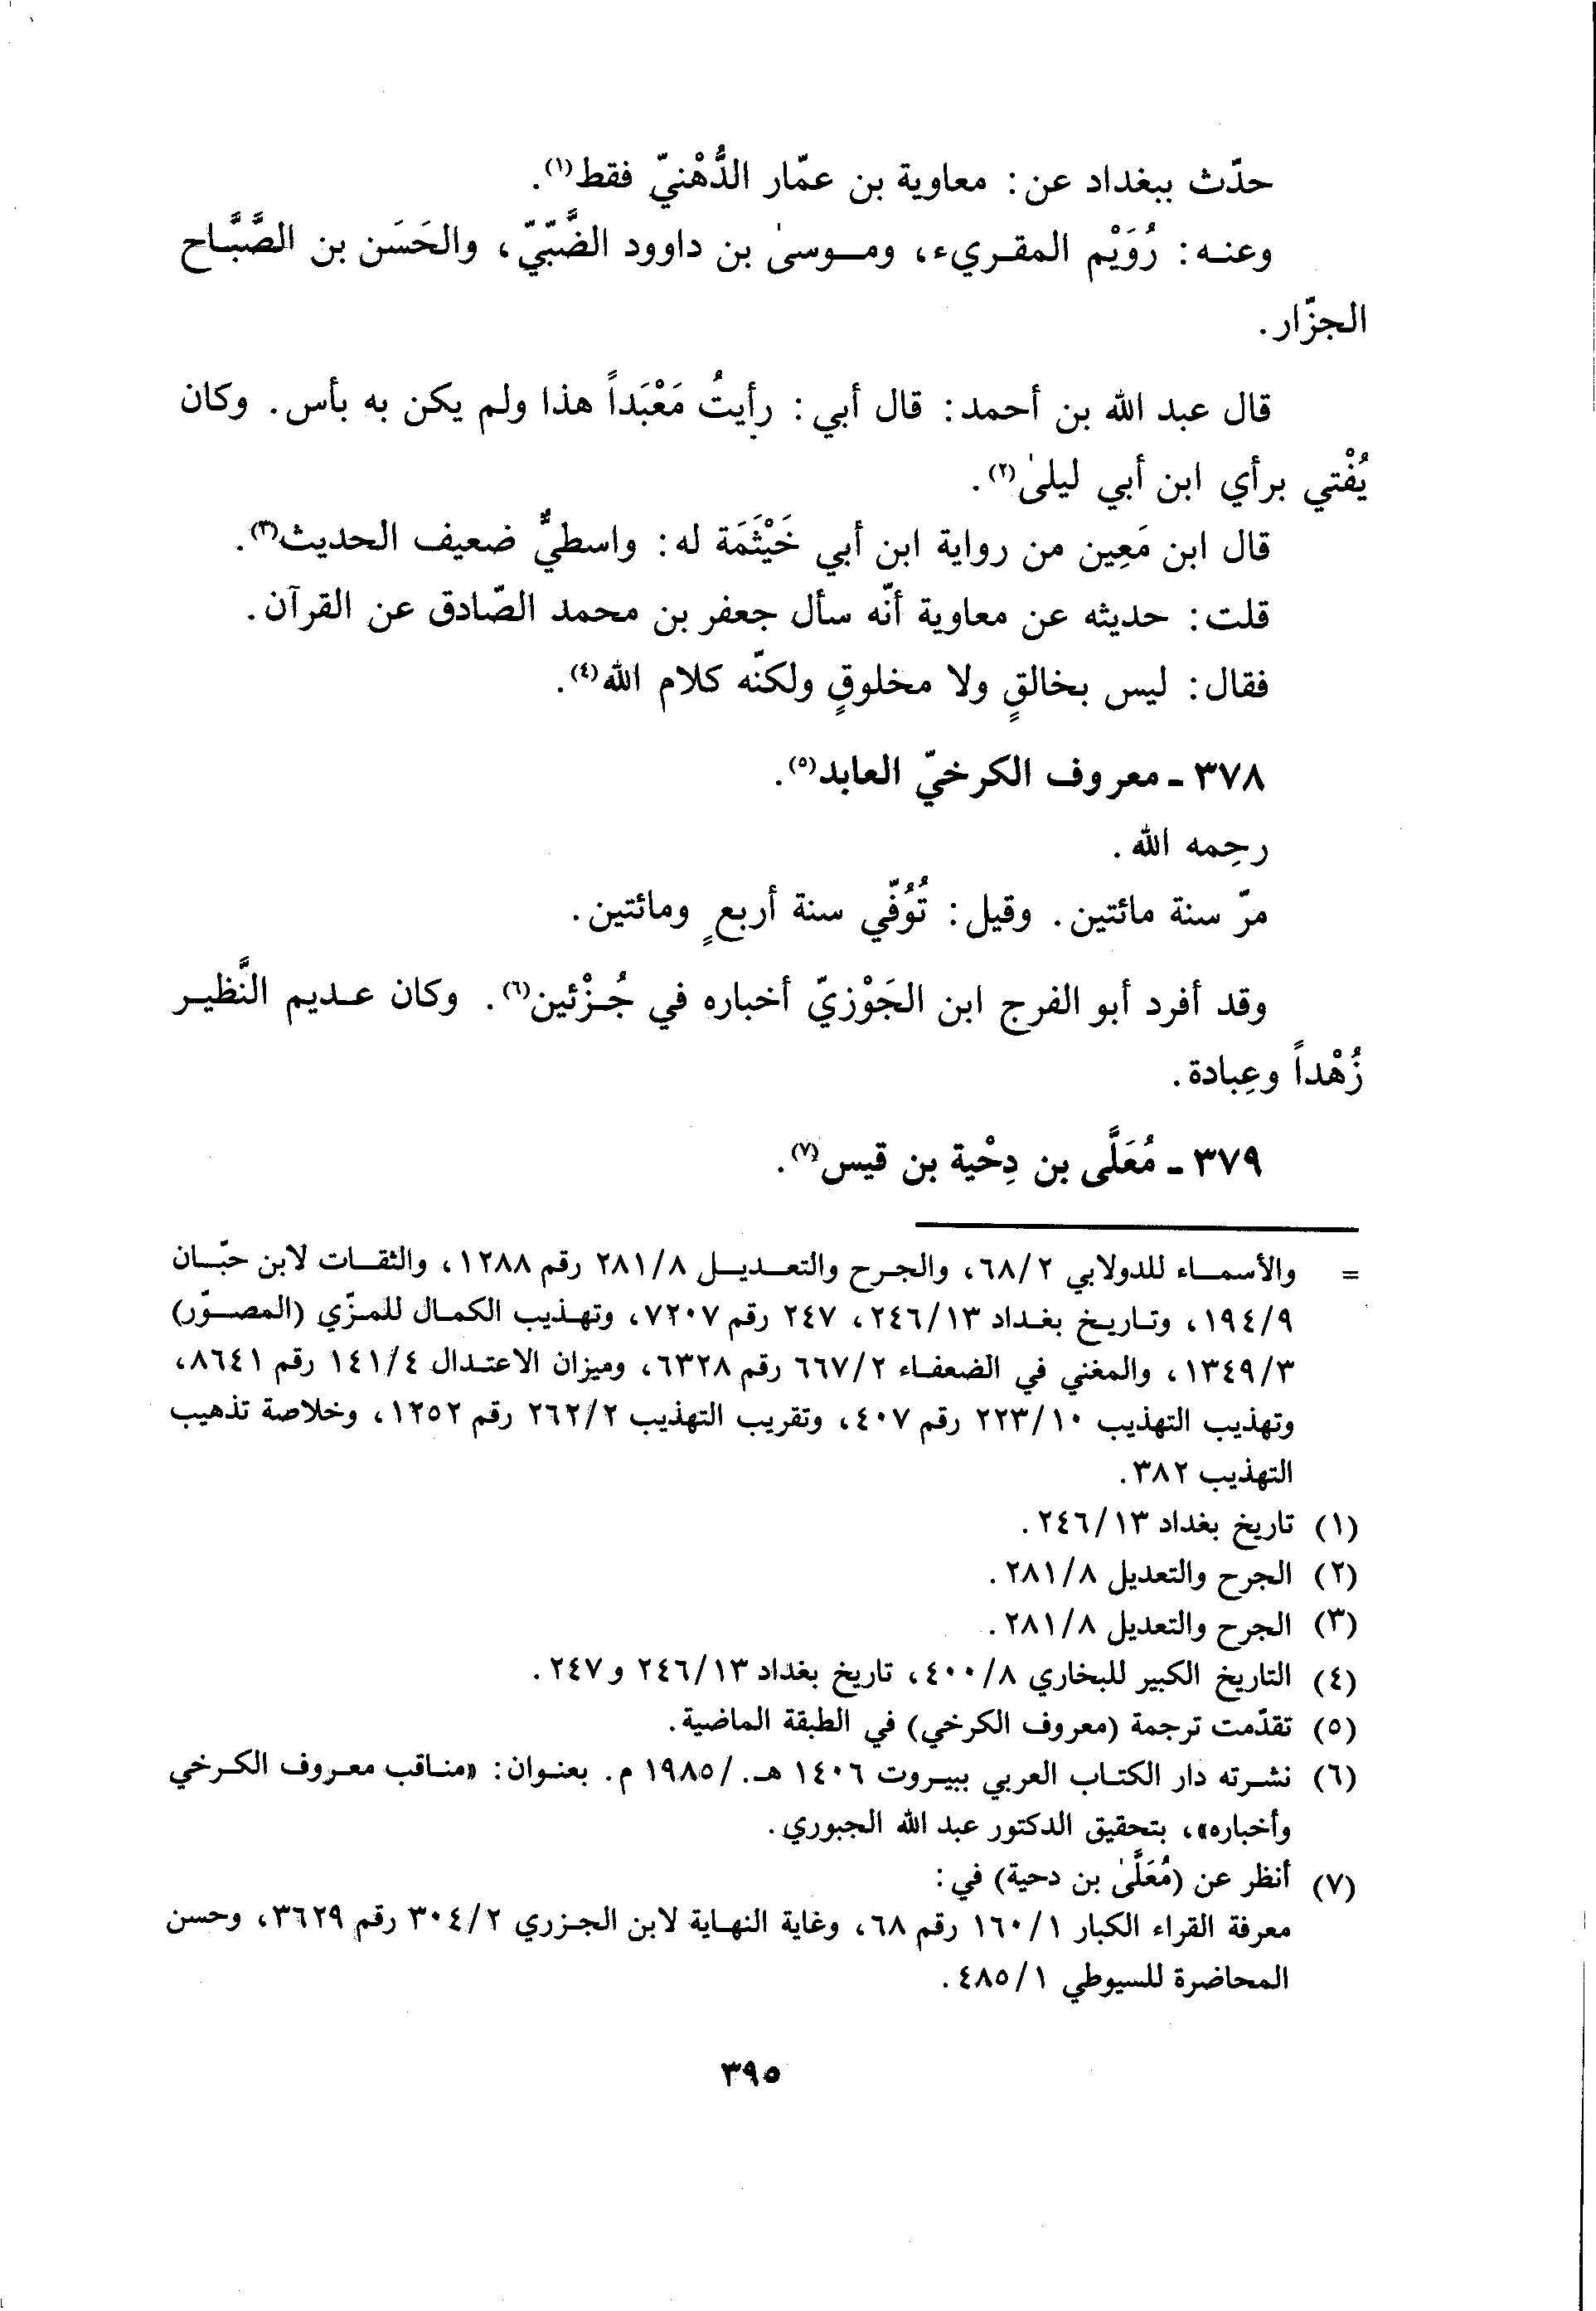 حدّث ببغداد عن: معاوية بن عمّار الدُّهْنيّ فقط(١).
وعنه: رُوَيْم المقريء، وموسىٰ بن داوود الضَّبّيّ، والحَسَن بن الصَّبَّاح
الجزّار.
قال عبد الله بن أحمد: قال أبي: رأيتُ مَعْبَداً هذا ولم يكن به بأس. وكان
يُفْتي برأي ابن أبي ليلىٰ(٢).
قال ابن مَعِين من رواية ابن أبي خَيْثَمَة له: واسطيٌّ ضعيف الحديث(٣).
قلت: حديثه عن معاوية أنّه سأل جعفر بن محمد الصّادق عن القرآن.
فقال: ليس بخالقٍ ولا مخلوقٍ ولكنّه كلام الله(٤).
٣٧٨ - معروف الكرخيّ العابد(٥).
رحِمه الله.
مرّ سنة مائتين. وقيل: تُوُفّي سنة أربعٍ ومائتين.
وقد أفرد أبو الفرج ابن الجَوْزيّ أخباره في جُزْئين(٦). وكان عديم النَّظير
زُهْداً وعِبادة.
٣٧٩ - مُعَلَّى بن دِحْية بن قيس(٧).
= والأسماء للدولابي ٦٨/٢، والجرح والتعديل ٢٨١/٨ رقم ١٢٨٨، والثقات لابن حبّان
١٩٤/٩، وتاريخ بغداد ٢٤٦/١٣، ٢٤٧ رقم ٧٢٠٧، وتهذيب الكمال للمزّي (المصوّر)
١٣٤٩/٣، والمغني في الضعفاء ٦٦٧/٢ رقم ٦٣٢٨، وميزان الاعتدال ١٤١/٤ رقم ٨٦٤١،
وتهذيب التهذيب ٢٢٣/١٠ رقم ٤٠٧، وتقريب التهذيب ٢٦٢/٢ رقم ١٢٥٢، وخلاصة تذهيب
التهذيب ٣٨٢.
(١) تاريخ بغداد ٢٤٦/١٣.
(٢) الجرح والتعديل ٢٨١/٨.
(٣) الجرح والتعديل ٢٨١/٨.
(٤) التاريخ الكبير للبخاري ٤٠٠/٨، تاريخ بغداد ٢٤٦/١٣ و٢٤٧.
(٥) تقدّمت ترجمة (معروف الكرخي) في الطبقة الماضية.
(٦) نشرته دار الكتاب العربي ببيروت ١٤٠٦ هـ./١٩٨٥ م. بعنوان: «مناقب معروف الكرخي
وأخباره»، بتحقيق الدكتور عبد الله الجبوري.
(٧) أنظر عن (مُعَلَّىٰ بن دحية) في:
معرفة القراء الكبار ١٦٠/١ رقم ٦٨، وغاية النهاية لابن الجزري ٣٠٤/٢ رقم ٣٦٢٩، وحسن
المحاضرة للسيوطي ٤٨٥/١.
٣٩٥